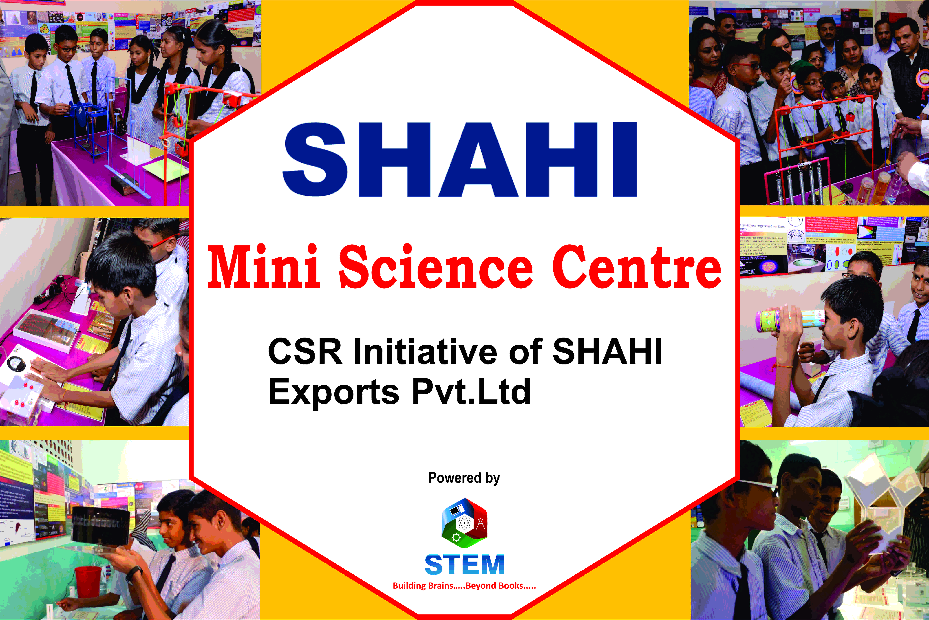 SHAHI
Mini Science Centre
CSR Initiative of SHAHI
Exports Pvt.Ltd
Powered by
STEM
Building Brains.....Beyond Books.....